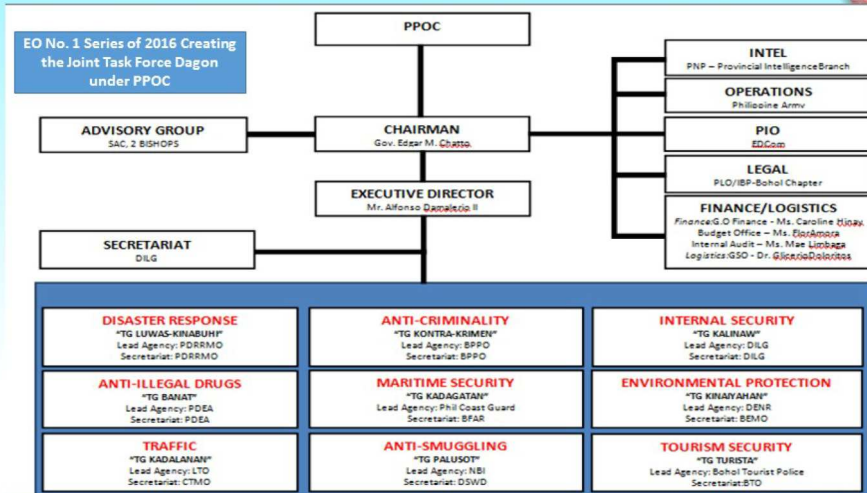 EO No. 1 Series of 2016 Creating
the Joint Task Force Dagon
under PPOC
PPOC
ADVISORY GROUP
SAC, 2 BISHOPS
CHAIRMAN
Gov. Edgar M. Chatto
EXECUTIVE DIRECTOR
Mr. Alfonso Damalerio II
SECRETARIAT
DILG
INTEL
PNP – Provincial IntelligenceBranch
OPERATIONS
Philippine Army
PIO
EDCom
LEGAL
PLO/IBP-Bohol Chapter
FINANCE/LOGISTICS
Finance:G.O Finance - Ms. Caroline Hinay
Budget Office – Ms. FlorAmora
Internal Audit – Ms. Mae Limbaga
Logistics:GSO - Dr. GlicerioDoloritos
DISASTER RESPONSE
"TG LUWAS-KINABUHI"
Lead Agency: PDRRMO
Secretariat: PDRRMO
ANTI-CRIMINALITY
"TG KONTRA-KRIMEN"
Lead Agency: BPPO
Secretariat: BPPO
INTERNAL SECURITY
"TG KALINAW"
Lead Agency: DILG
Secretariat: DILG
ANTI-ILLEGAL DRUGS
"TG BANAT"
Lead Agency: PDEA
Secretariat: PDEA
MARITIME SECURITY
"TG KADAGATAN"
Lead Agency: Phil Coast Guard
Secretariat: BFAR
ENVIRONMENTAL PROTECTION
"TG KINAIYAHAN"
Lead Agency: DENR
Secretariat: BEMO
TRAFFIC
"TG KADALANAN"
Lead Agency: LTO
Secretariat: CTMO
ANTI-SMUGGLING
"TG PALUSOT"
Lead Agency: NBI
Secretariat: DSWD
TOURISM SECURITY
"TG TURISTA"
Lead Agency: Bohol Tourist Police
Secretariat:BTO